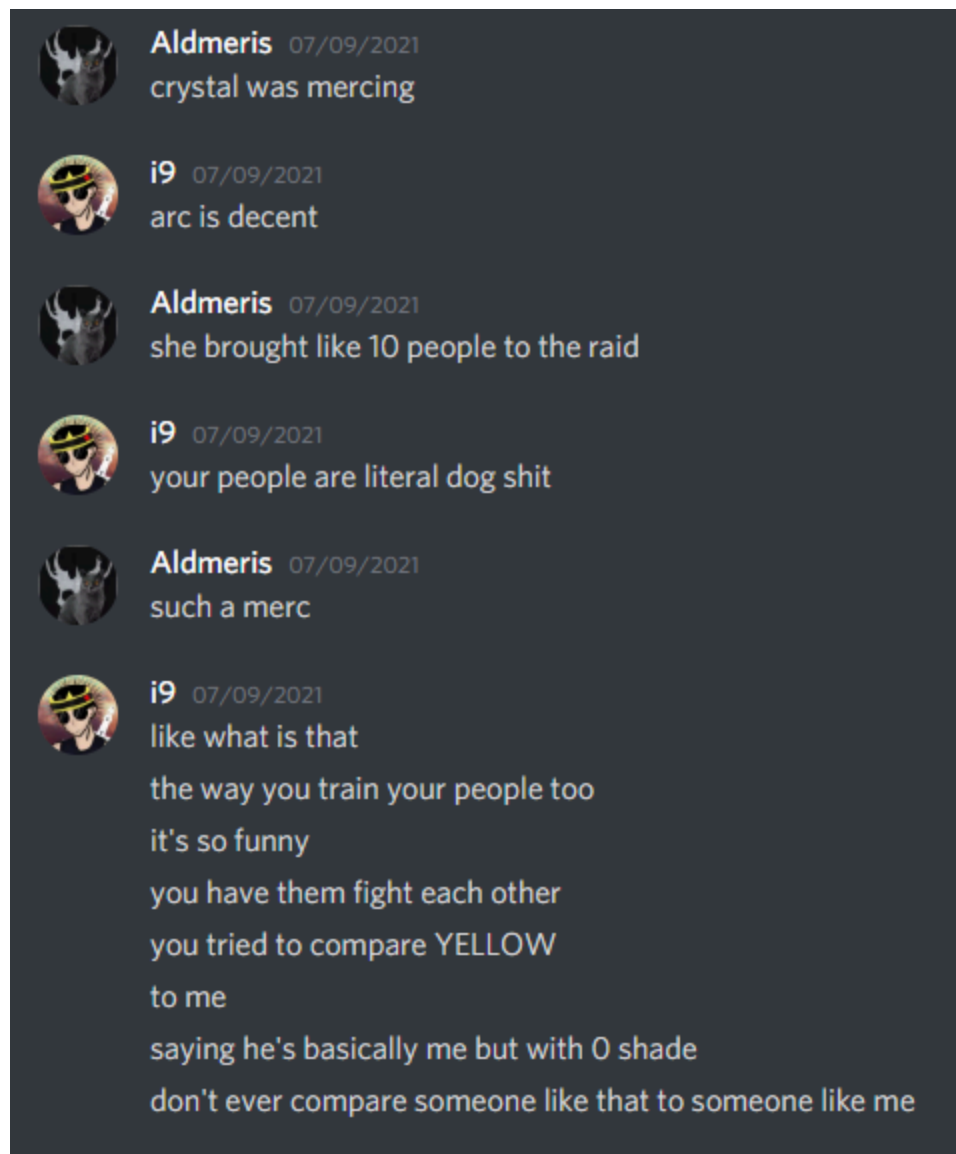 Aldmeris 07/09/2021
crystal was mercing
i9 07/09/2021
arc is decent
Aldmeris 07/09/2021
she brought like 10 people to the raid
i9 07/09/2021
your people are literal dog shit
Aldmeris 07/09/2021
such a merc
i9 07/09/2021
like what is that
the way you train your people too
it's so funny
you have them fight each other
you tried to compare YELLOW
to me
saying he's basically me but with 0 shade
don't ever compare someone like that to someone like me